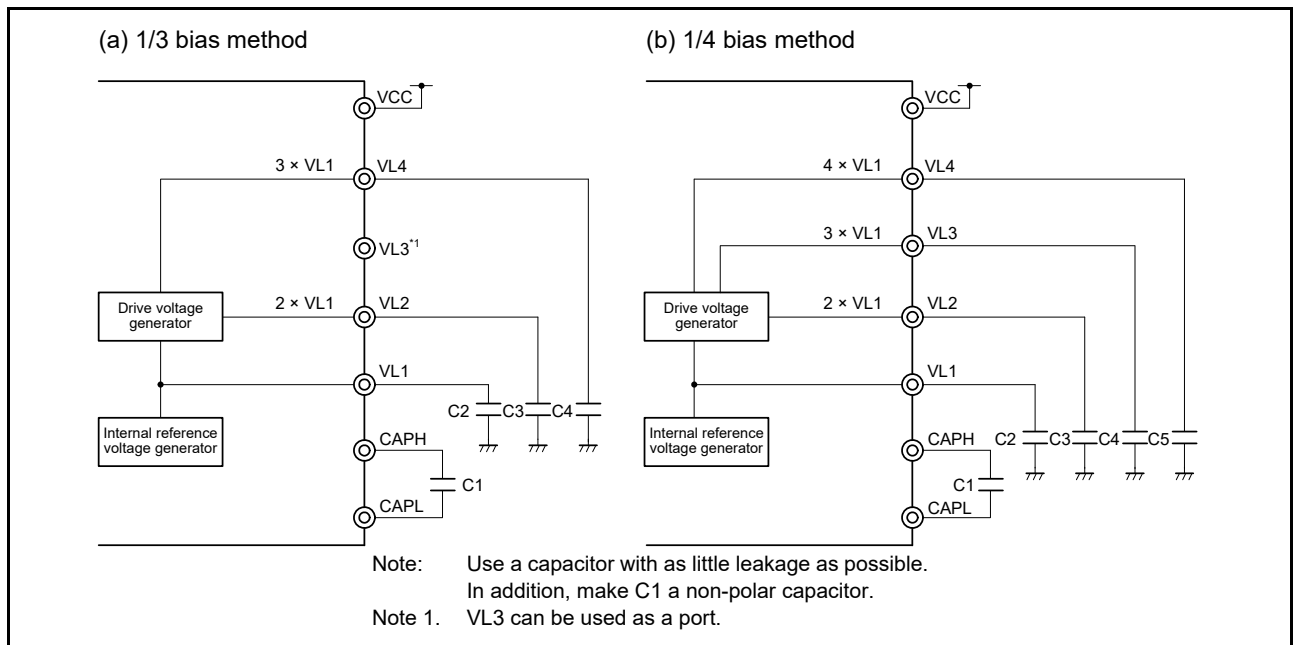 (a) 1/3 bias method
VCC
3 × VL1
VL4
VL3*1
Drive voltage
generator
2 × VL1
VL2
VL1
C2
C3
C4
Internal reference
voltage generator
CAPH
C1
CAPL
(b) 1/4 bias method
VCC
4 × VL1
VL4
3 × VL1
VL3
Drive voltage
generator
2 × VL1
VL2
VL1
Internal reference
voltage generator
CAPH
C2
C3
C4
C5
C1
CAPL
Note: Use a capacitor with as little leakage as possible.
In addition, make C1 a non-polar capacitor.
Note 1. VL3 can be used as a port.